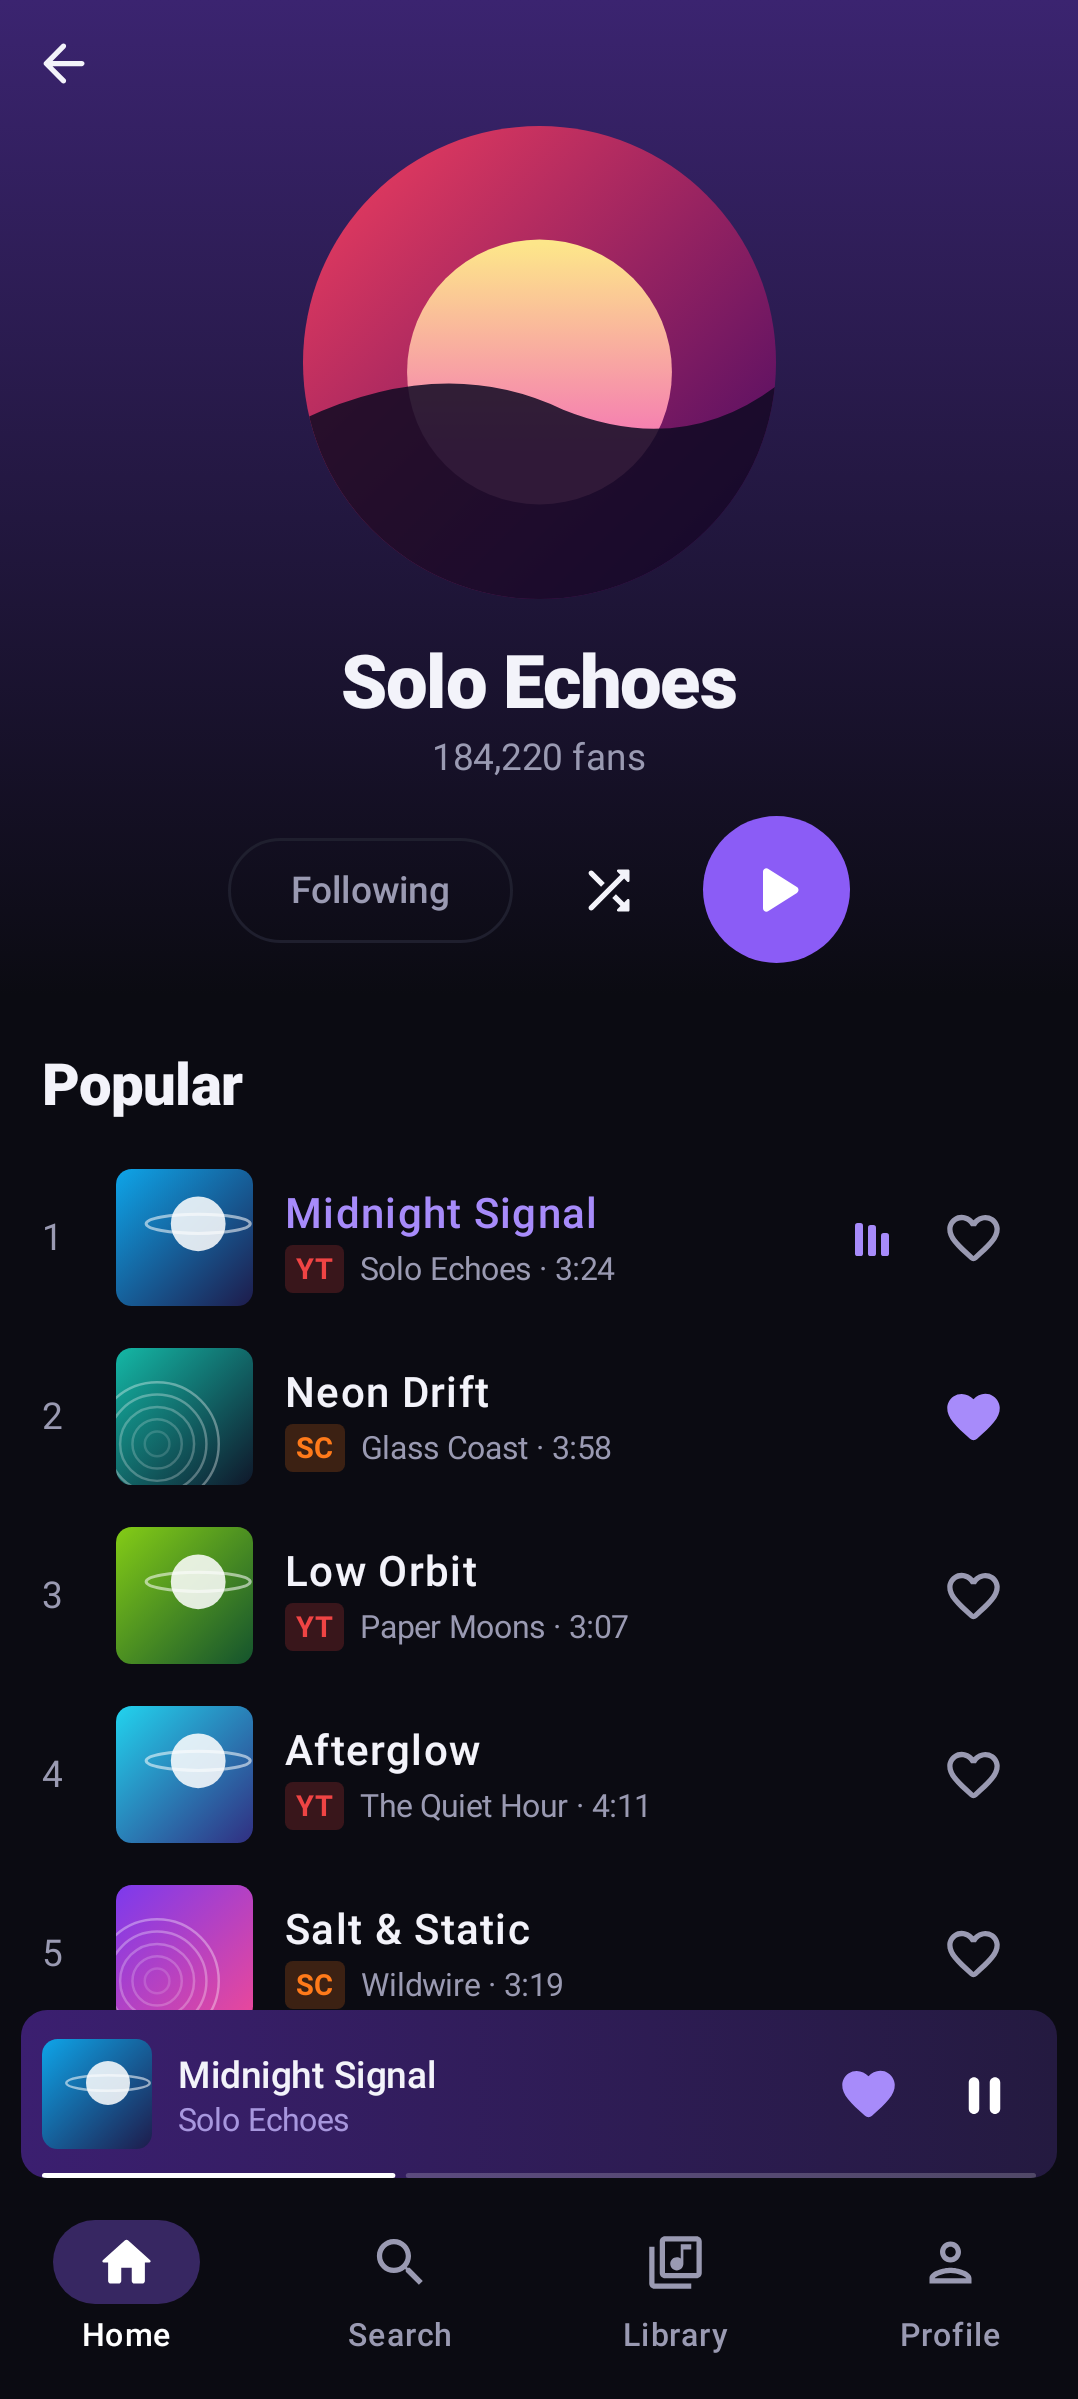 Solo Echoes
184,220 fans
Following
Popular
1
Midnight Signal
YT Solo Echoes · 3:24
2
Neon Drift
SC Glass Coast · 3:58
3
Low Orbit
YT Paper Moons · 3:07
4
Afterglow
YT The Quiet Hour · 4:11
5
Salt & Static
SC Wildwire · 3:19
Midnight Signal
Solo Echoes
Home Search Library Profile